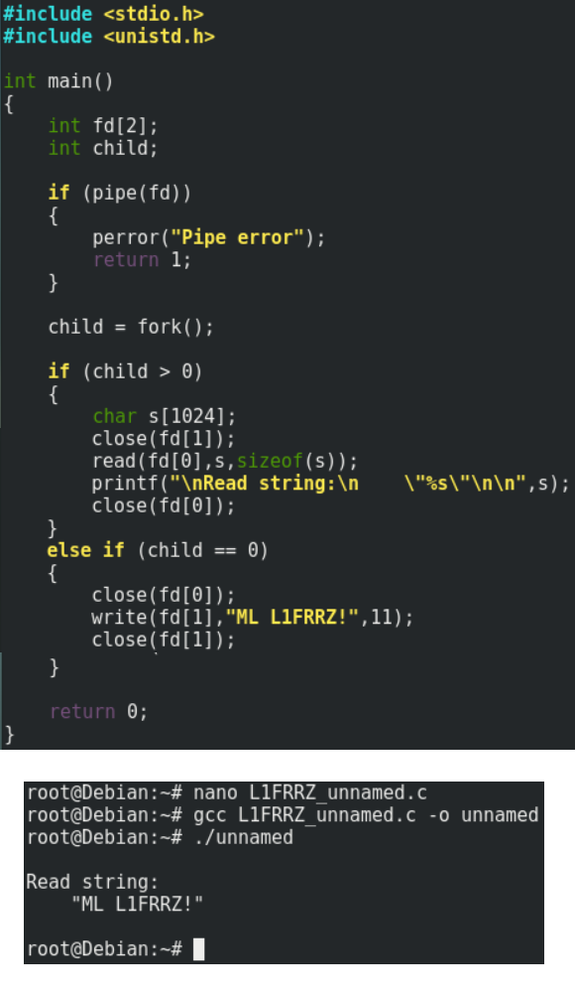 #include <stdio.h>
#include <unistd.h>

int main()
{
    int fd[2];
    int child;

    if (pipe(fd))
    {
        perror("Pipe error");
        return 1;
    }

    child = fork();

    if (child > 0)
    {
        char s[1024];
        close(fd[1]);
        read(fd[0],s,sizeof(s));
        printf("\nRead string:\n    \"%s\"\n\n",s);
        close(fd[0]);
    }
    else if (child == 0)
    {
        close(fd[0]);
        write(fd[1],"ML L1FRRZ!",11);
        close(fd[1]);
    }

    return 0;
}

root@Debian:~# nano L1FRRZ_unnamed.c
root@Debian:~# gcc L1FRRZ_unnamed.c -o unnamed
root@Debian:~# ./unnamed

Read string:
    "ML L1FRRZ!"

root@Debian:~#